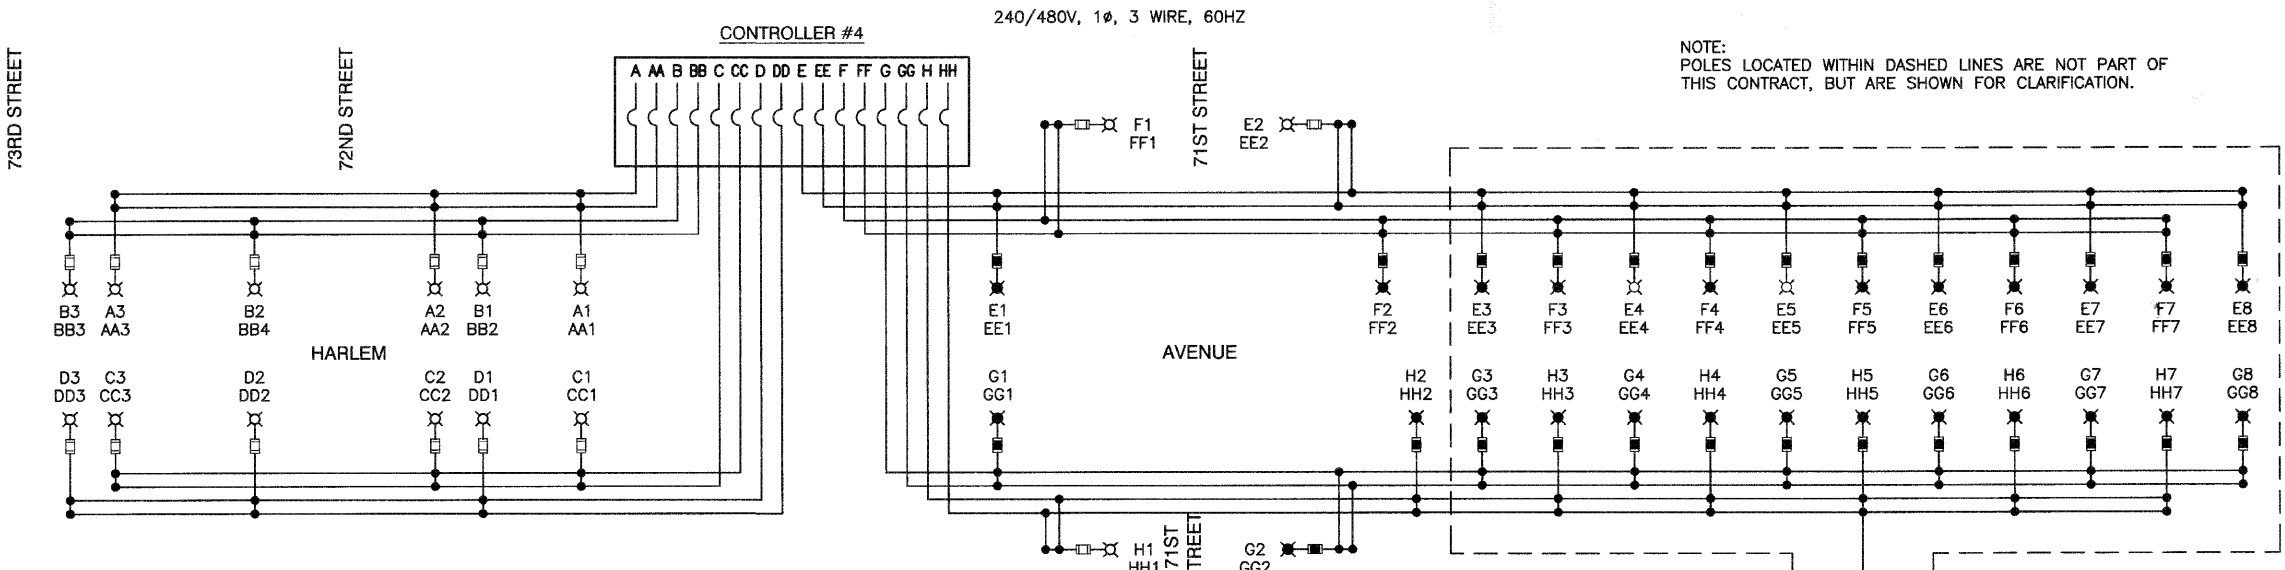 240/480V, 1ø, 3 WIRE, 60HZ
CONTROLLER #4
NOTE:
POLES LOCATED WITHIN DASHED LINES ARE NOT PART OF
THIS CONTRACT, BUT ARE SHOWN FOR CLARIFICATION.
73RD STREET
72ND STREET
71ST STREET
A AA B BB C CC D DD E EE F FF G GG H HH
F1
FF1
E2
EE2
B3 A3 B2 A2 B1 A1 E1 F2 E3 F3 E4 F4 E5 F5 E6 F6 E7 F7 E8
BB3 AA3 BB4 AA2 BB2 AA1 EE1 FF2 EE3 FF3 EE4 FF4 EE5 FF5 EE6 FF6 EE7 FF7 EE8
HARLEM AVENUE
D3 C3 D2 C2 D1 C1 G1 H2 G3 H3 G4 H4 G5 H5 G6 H6 G7 H7 G8
DD3 CC3 DD2 CC2 DD1 CC1 GG1 HH2 GG3 HH3 GG4 HH4 GG5 HH5 GG6 HH6 GG7 HH7 GG8
H1
HH1
71ST
TREET
G2
GG2